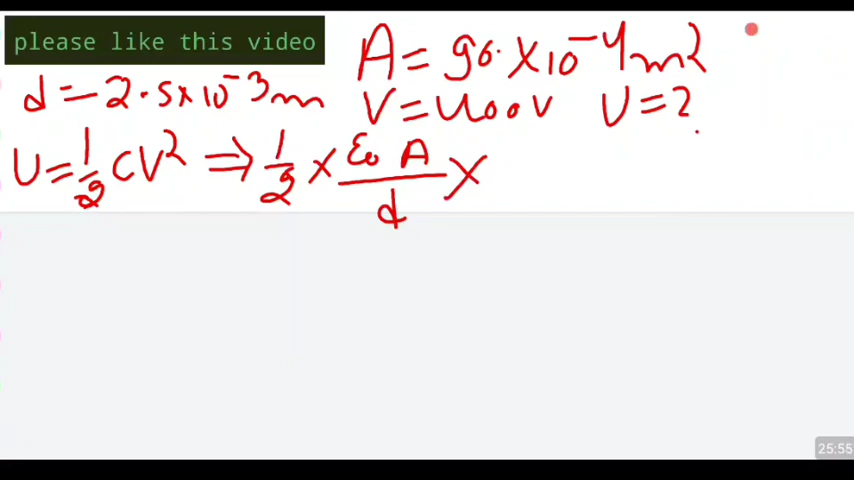 please like this video
A = 90 × 10⁻⁴ m²
d = 2.5 × 10⁻³ m
V = 400 V U = ?
U = 1/2 CV² ⇒ 1/2 × ε₀ A / d ×
25:55